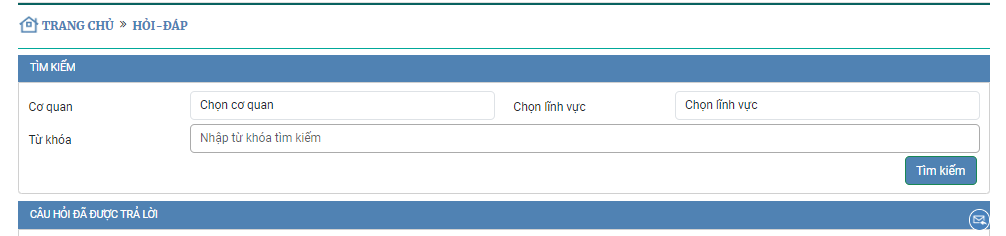 TRANG CHỦ » HỎI-ĐÁP
TÌM KIẾM
Cơ quan Chọn cơ quan Chọn lĩnh vực Chọn lĩnh vực
Từ khóa Nhập từ khóa tìm kiếm
Tìm kiếm
CÂU HỎI ĐÃ ĐƯỢC TRẢ LỜI